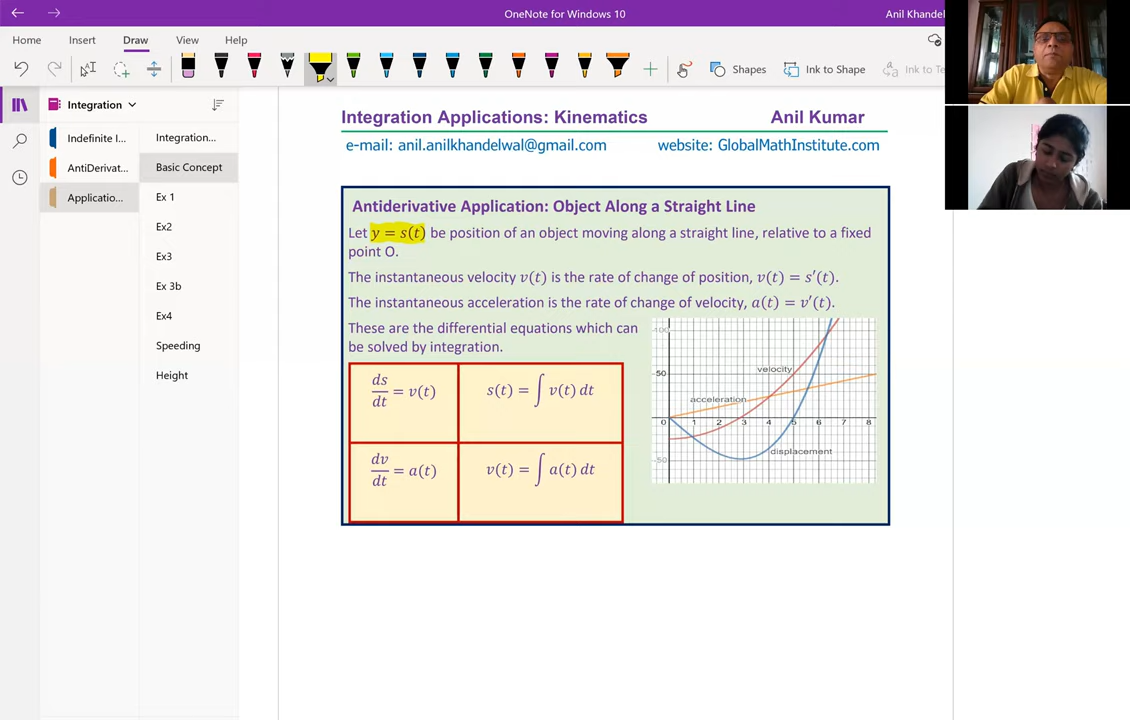 OneNote for Windows 10
Anil Khandel
Home Insert Draw View Help
Shapes Ink to Shape Ink to Te
Integration
Indefinite I...
AntiDerivat...
Applicatio...
Integration...
Basic Concept
Ex 1
Ex2
Ex3
Ex 3b
Ex4
Speeding
Height
Integration Applications: Kinematics Anil Kumar
e-mail: anil.anilkhandelwal@gmail.com website: GlobalMathInstitute.com
Antiderivative Application: Object Along a Straight Line
Let y = s(t) be position of an object moving along a straight line, relative to a fixed
point O.
The instantaneous velocity v(t) is the rate of change of position, v(t) = s′(t).
The instantaneous acceleration is the rate of change of velocity, a(t) = v′(t).
These are the differential equations which can
be solved by integration.
ds/dt = v(t) s(t) = ∫ v(t) dt
dv/dt = a(t) v(t) = ∫ a(t) dt
100
velocity
50
acceleration
0 1 2 3 4 5 6 7 8
displacement
-50